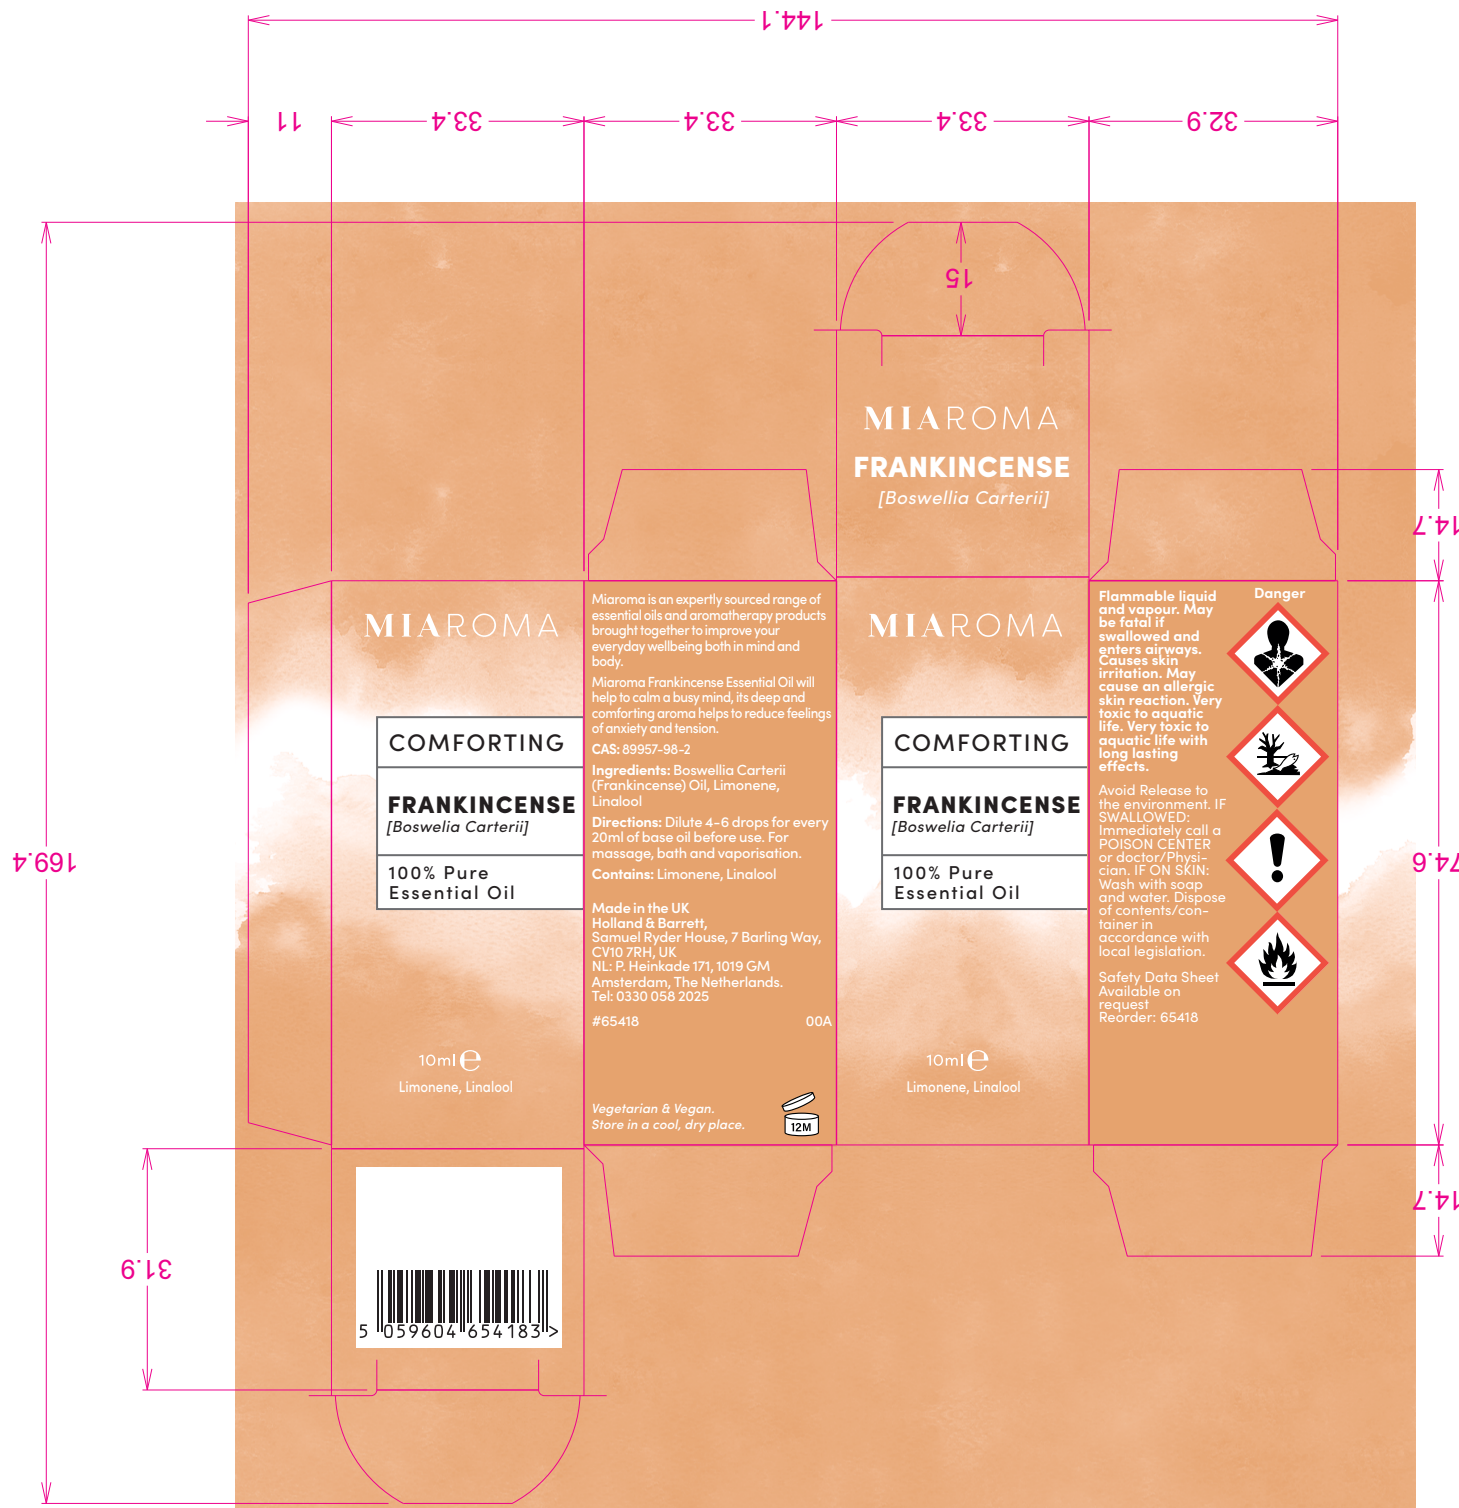 144.1
11
33.4
33.4
33.4
32.9
15
MIAROMA
FRANKINCENSE
[Boswellia Carterii]
14.7
169.4
74.6
14.7
31.9
MIAROMA
COMFORTING
FRANKINCENSE
[Boswelia Carterii]
100% Pure
Essential Oil
10ml ℮
Limonene, Linalool
Miaroma is an expertly sourced range of
essential oils and aromatherapy products
brought together to improve your
everyday wellbeing both in mind and
body.
Miaroma Frankincense Essential Oil will
help to calm a busy mind, its deep and
comforting aroma helps to reduce feelings
of anxiety and tension.
CAS: 89957-98-2
Ingredients: Boswellia Carterii
(Frankincense) Oil, Limonene,
Linalool
Directions: Dilute 4-6 drops for every
20ml of base oil before use. For
massage, bath and vaporisation.
Contains: Limonene, Linalool
Made in the UK
Holland & Barrett,
Samuel Ryder House, 7 Barling Way,
CV10 7RH, UK
NL: P. Heinkade 171, 1019 GM
Amsterdam, The Netherlands.
Tel: 0330 058 2025
#65418 00A
Vegetarian & Vegan.
Store in a cool, dry place.
12M
MIAROMA
COMFORTING
FRANKINCENSE
[Boswelia Carterii]
100% Pure
Essential Oil
10ml ℮
Limonene, Linalool
Danger
Flammable liquid
and vapour. May
be fatal if
swallowed and
enters airways.
Causes skin
irritation. May
cause an allergic
skin reaction. Very
toxic to aquatic
life. Very toxic to
aquatic life with
long lasting
effects.
Avoid Release to
the environment. IF
SWALLOWED:
Immediately call a
POISON CENTER
or doctor/Physi-
cian. IF ON SKIN:
Wash with soap
and water. Dispose
of contents/con-
tainer in
accordance with
local legislation.
Safety Data Sheet
Available on
request
Reorder: 65418
5 059604 654183 >